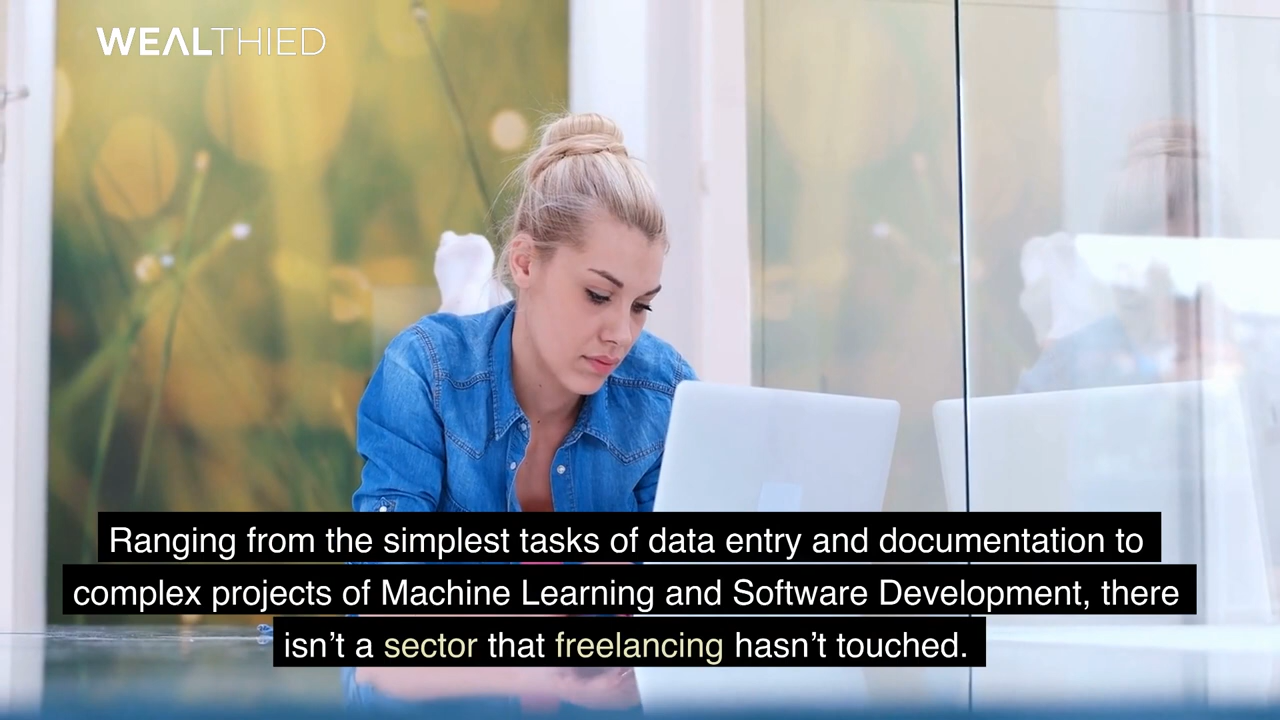 WEALTHIED
Ranging from the simplest tasks of data entry and documentation to
complex projects of Machine Learning and Software Development, there
isn’t a sector that freelancing hasn’t touched.